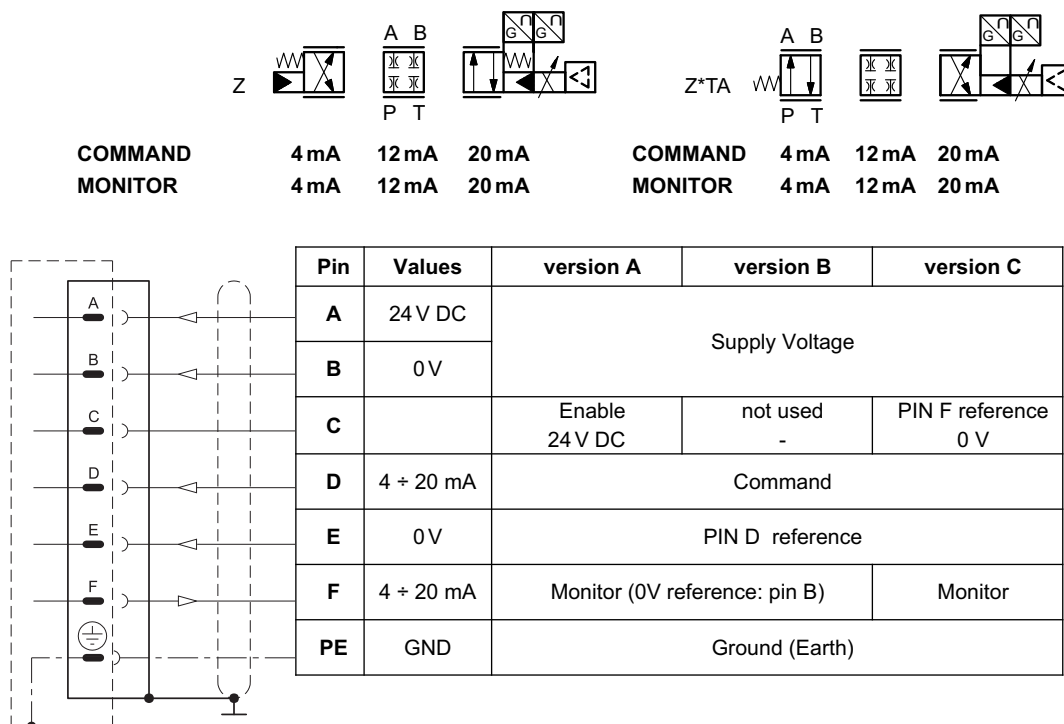 A B
G G
Z
P T
A B
G G
Z*TA
P T
COMMAND 4 mA 12 mA 20 mA
MONITOR 4 mA 12 mA 20 mA
COMMAND 4 mA 12 mA 20 mA
MONITOR 4 mA 12 mA 20 mA
Pin Values version A version B version C
A 24 V DC Supply Voltage
B 0 V
C Enable 24 V DC not used - PIN F reference 0 V
D 4 ÷ 20 mA Command
E 0 V PIN D reference
F 4 ÷ 20 mA Monitor (0V reference: pin B) Monitor
PE GND Ground (Earth)
A
B
C
D
E
F